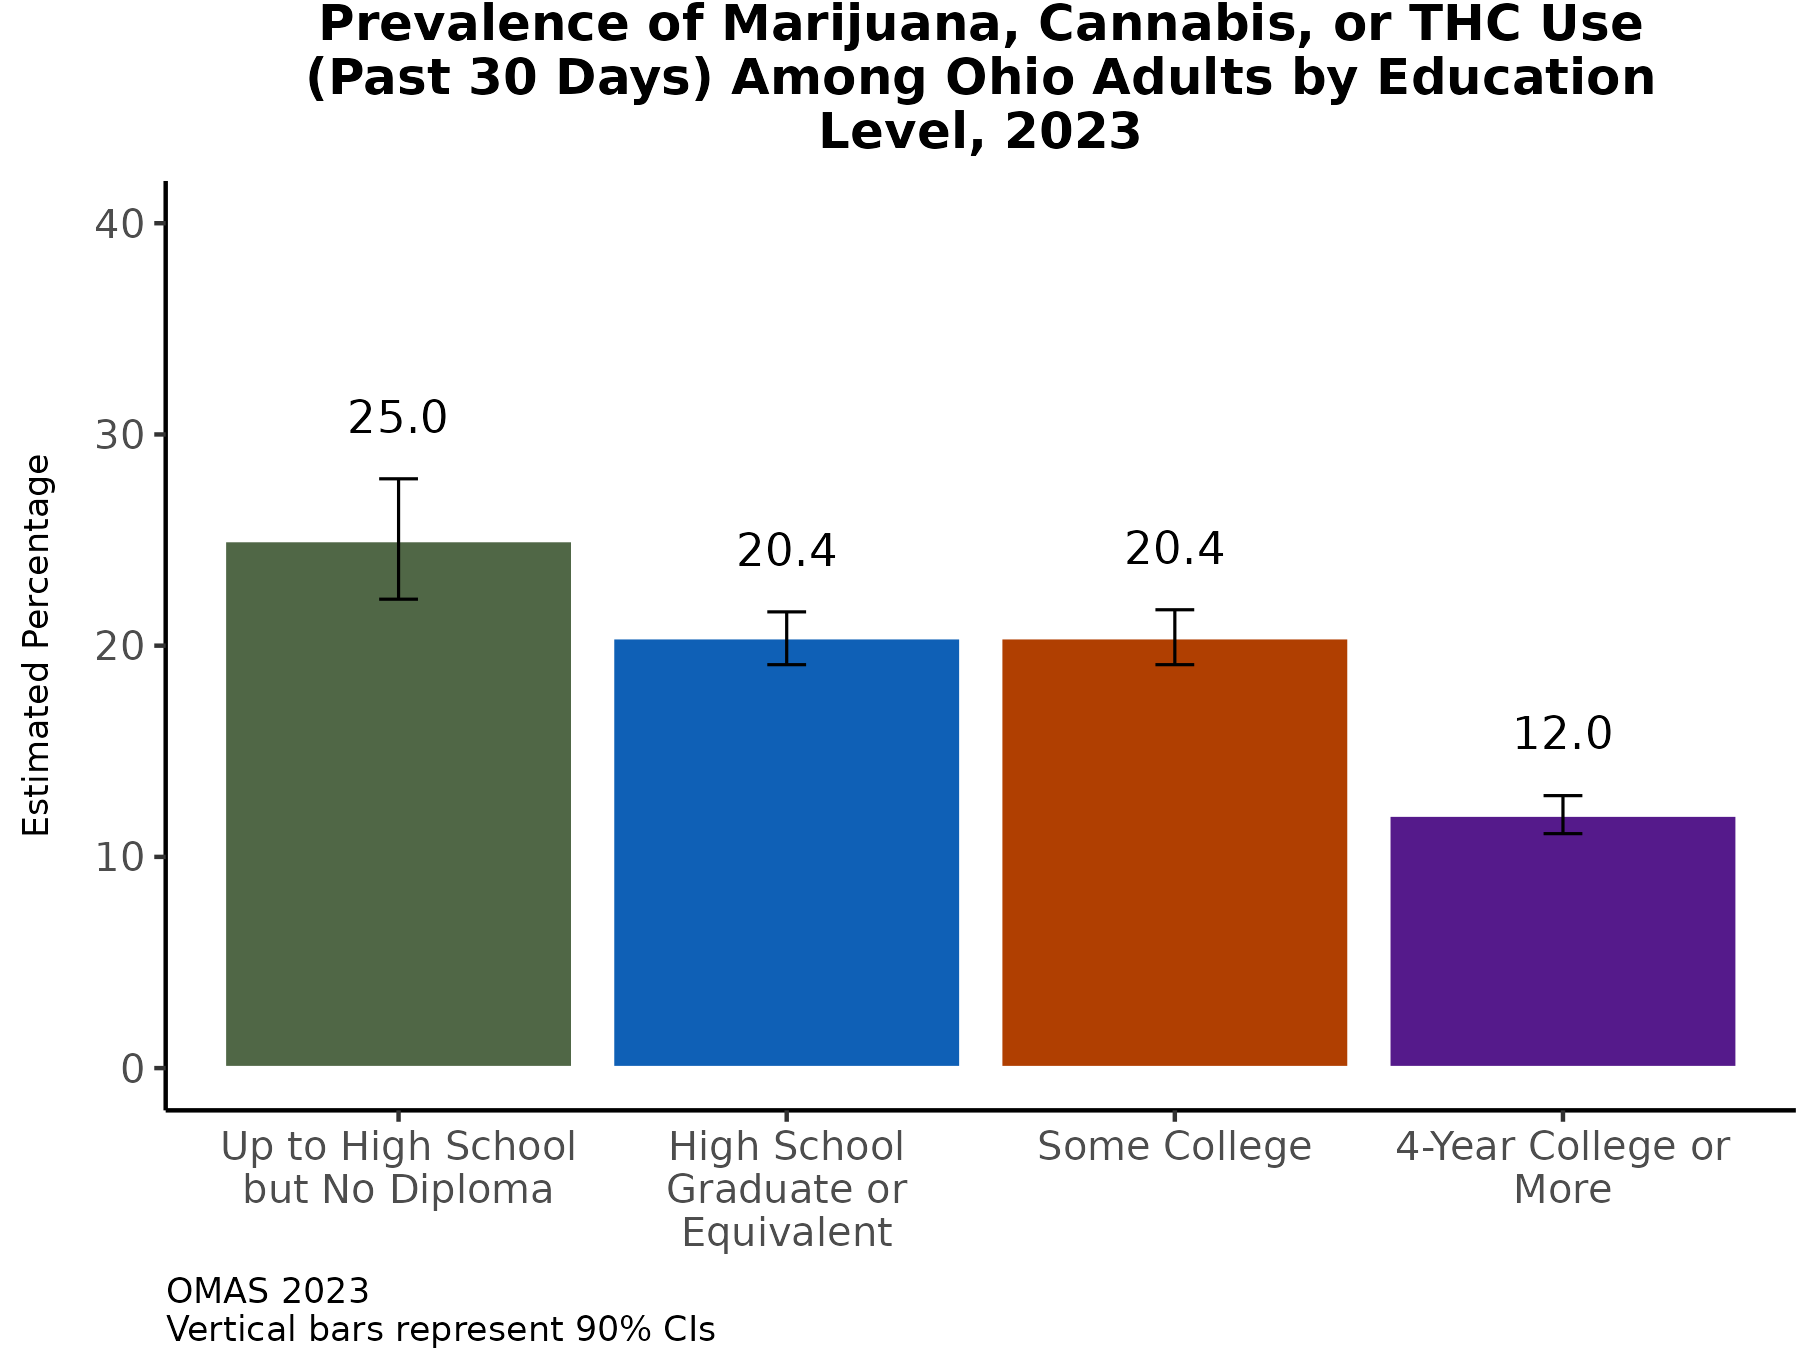 Prevalence of Marijuana, Cannabis, or THC Use
(Past 30 Days) Among Ohio Adults by Education
Level, 2023
Estimated Percentage
40
30
20
10
0
25.0
20.4
20.4
12.0
Up to High School
but No Diploma
High School
Graduate or
Equivalent
Some College
4-Year College or
More
OMAS 2023
Vertical bars represent 90% CIs